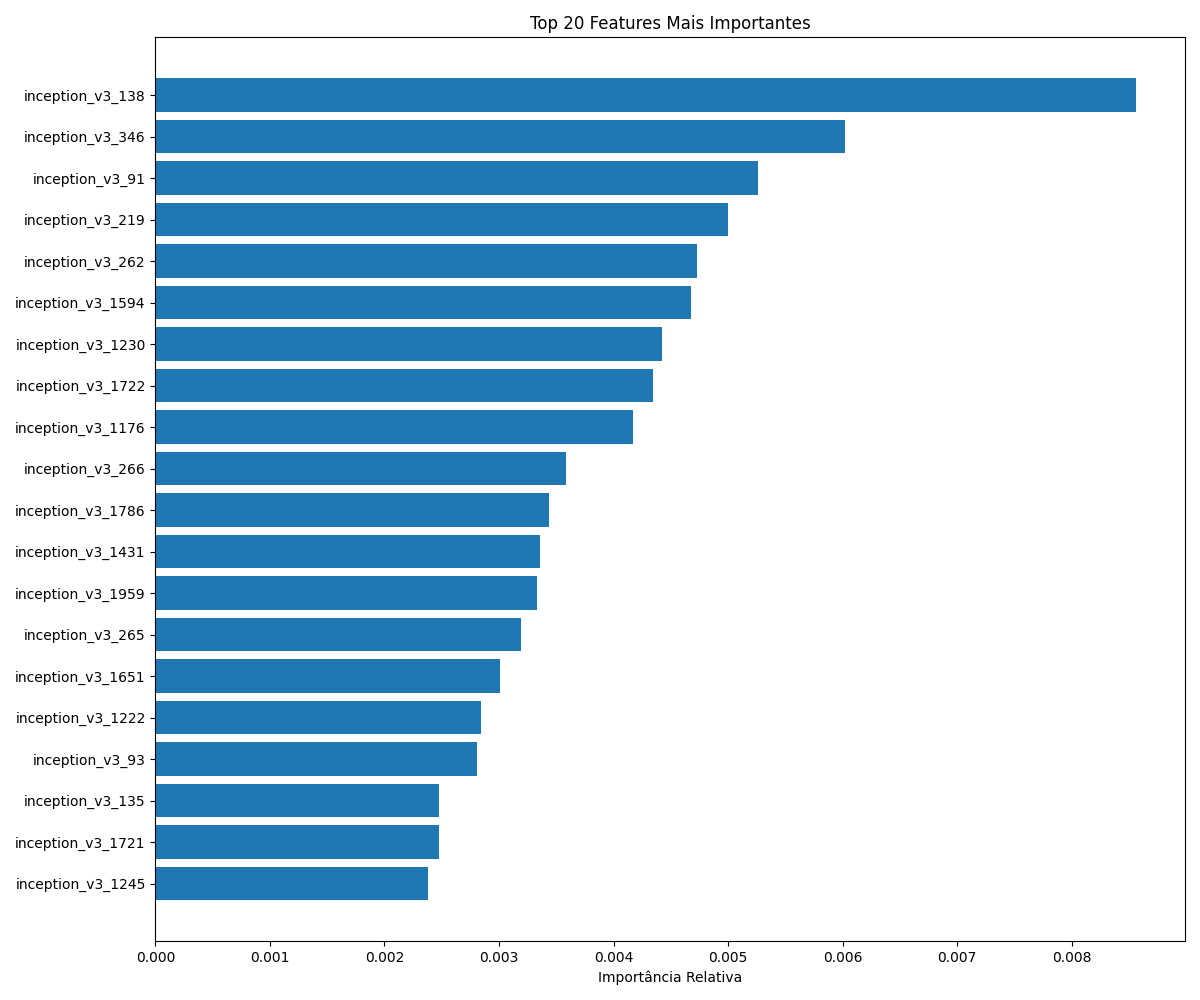 Top 20 Features Mais Importantes
inception_v3_138
inception_v3_346
inception_v3_91
inception_v3_219
inception_v3_262
inception_v3_1594
inception_v3_1230
inception_v3_1722
inception_v3_1176
inception_v3_266
inception_v3_1786
inception_v3_1431
inception_v3_1959
inception_v3_265
inception_v3_1651
inception_v3_1222
inception_v3_93
inception_v3_135
inception_v3_1721
inception_v3_1245
0.000 0.001 0.002 0.003 0.004 0.005 0.006 0.007 0.008
Importância Relativa